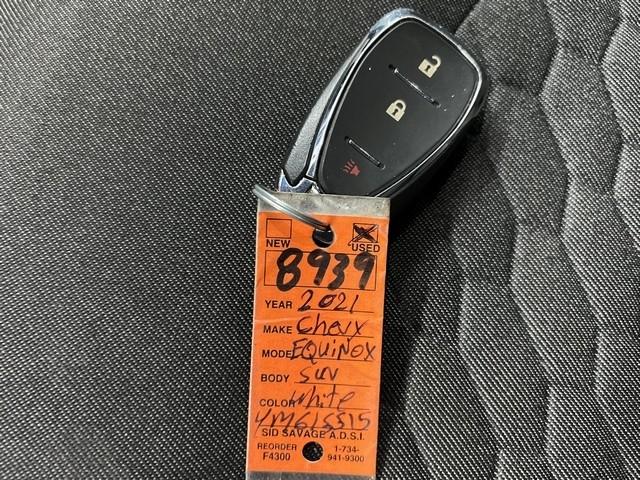 NEW USED
8939
YEAR 2021
MAKE Chevy
MODEL EQUINOX
BODY SUV
COLOR White
SID SAVAGE A.D.S.I.
REORDER 1-734-
F4300 941-9300